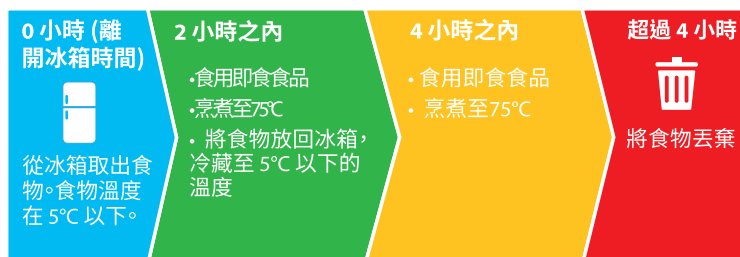 0 小時 (離
開冰箱時間)
從冰箱取出食
物。食物溫度
在 5°C 以下。
2 小時之內
•食用即食食品
•烹煮至75°C
• 將食物放回冰箱，
冷藏至 5°C 以下的
溫度
4 小時之內
• 食用即食食品
• 烹煮至75°C
超過 4 小時
將食物丟棄